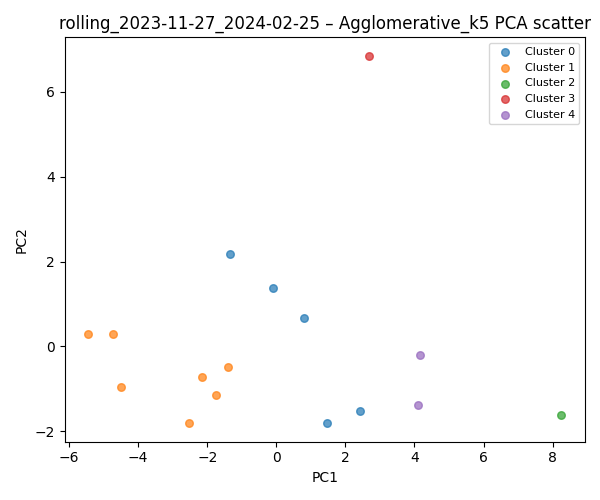 rolling_2023-11-27_2024-02-25 – Agglomerative_k5 PCA scatter
Cluster 0
Cluster 1
Cluster 2
Cluster 3
Cluster 4
PC2
6
4
2
0
−2
−6
−4
−2
0
2
4
6
8
PC1